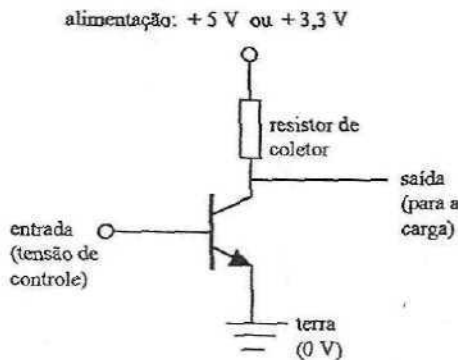 alimentação: + 5 V ou + 3,3 V
resistor de
coletor
saída
(para a
carga)
entrada
(tensão de
controle)
terra
(0 V)